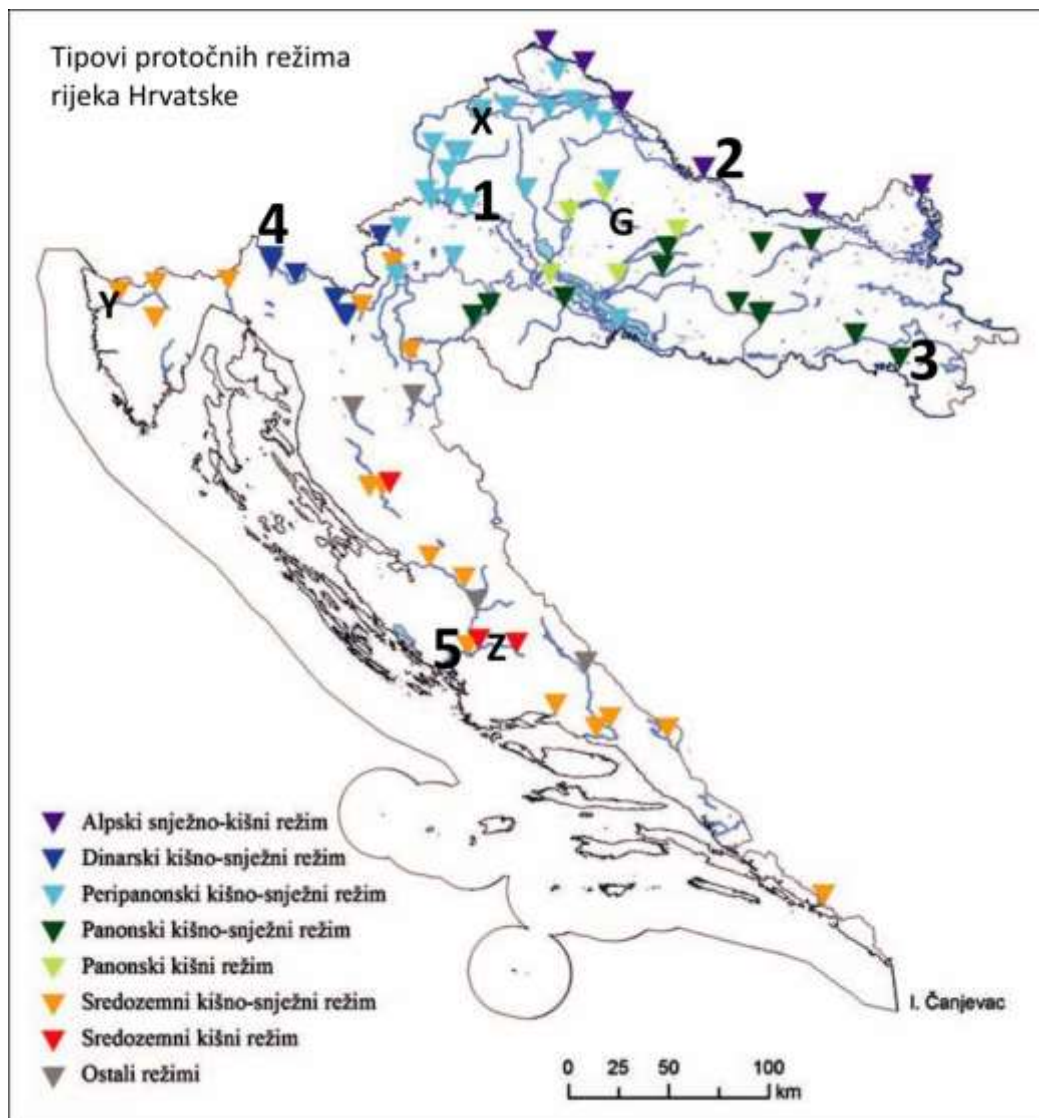 Tipovi protočnih režima
rijeka Hrvatske
X
2
1
4
G
Y
3
5
Z
Alpski snježno-kišni režim
Dinarski kišno-snježni režim
Peripanonski kišno-snježni režim
Panonski kišno-snježni režim
Panonski kišni režim
Sredozemni kišno-snježni režim
Sredozemni kišni režim
Ostali režimi
I. Čanjevac
0 25 50 100
km